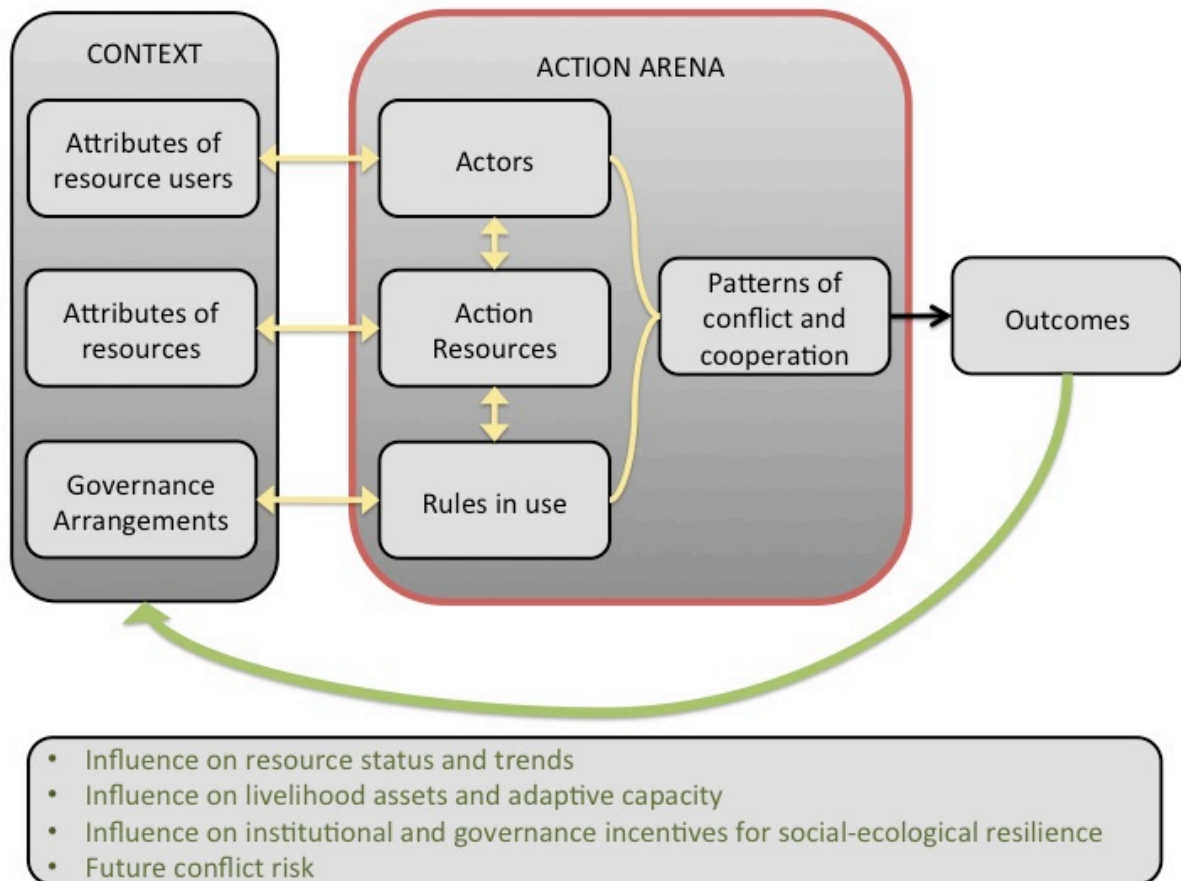 CONTEXT
Attributes of
resource users
Attributes of
resources
Governance
Arrangements
ACTION ARENA
Actors
Action
Resources
Rules in use
Patterns of
conflict and
cooperation
Outcomes
• Influence on resource status and trends
• Influence on livelihood assets and adaptive capacity
• Influence on institutional and governance incentives for social-ecological resilience
• Future conflict risk